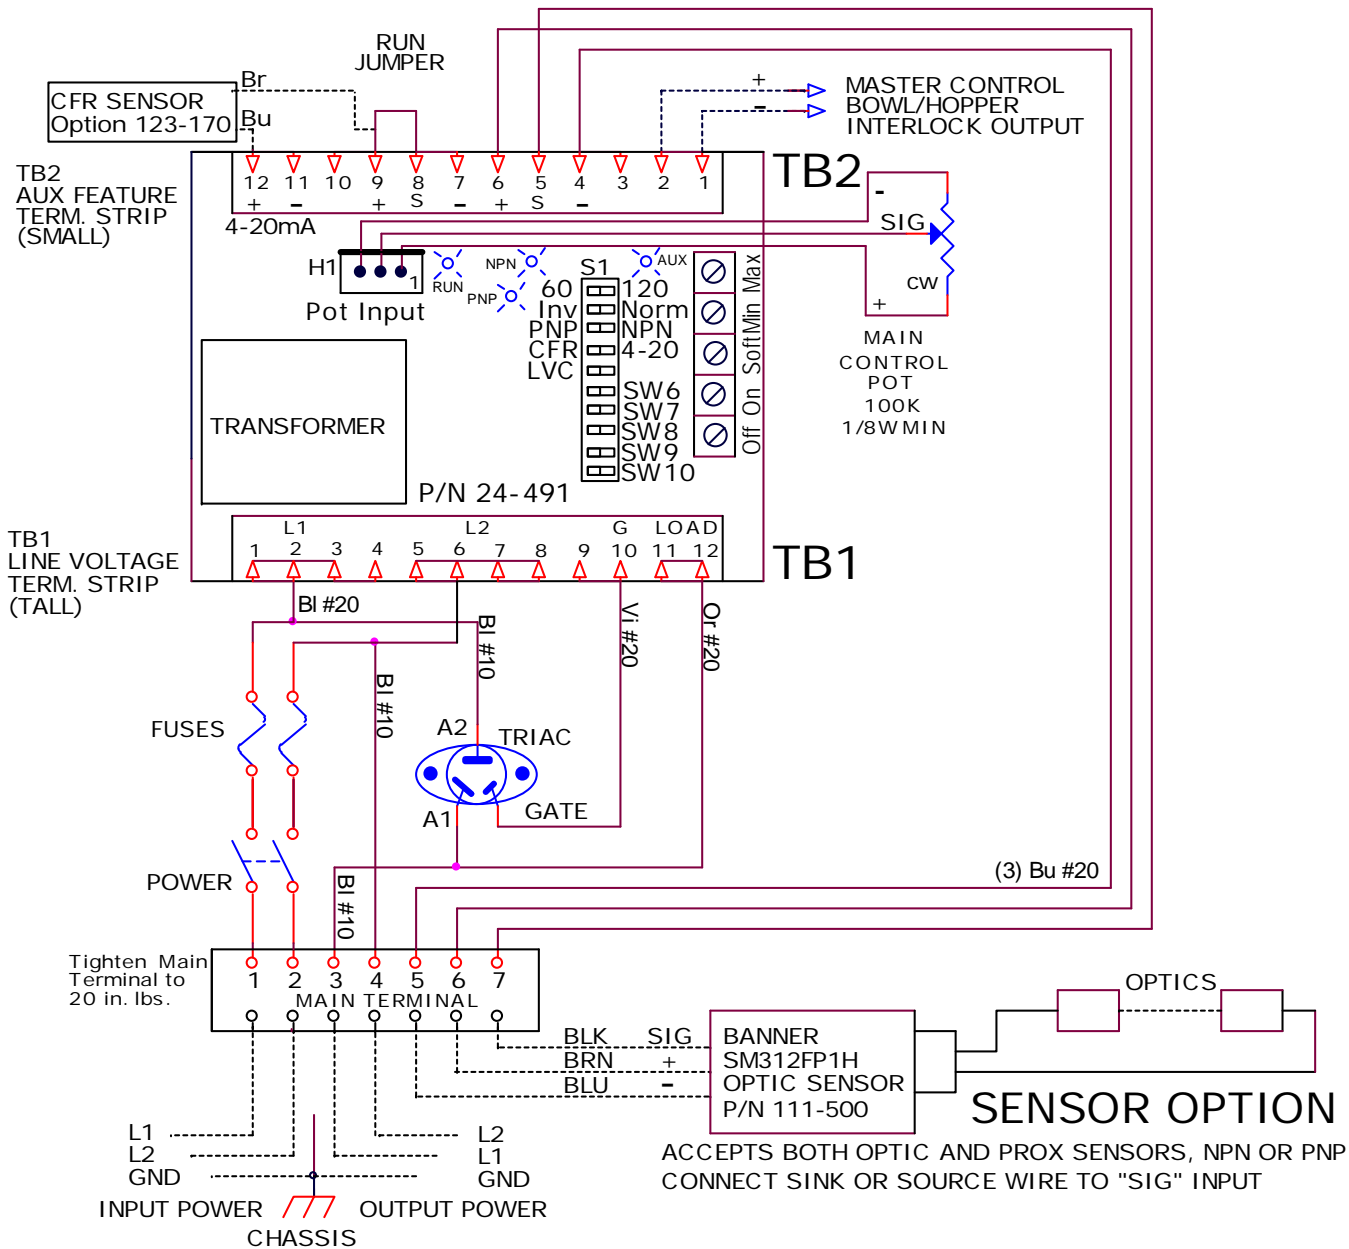 RUN
JUMPER
Br
CFR SENSOR
Option 123-170
Bu
+
-
MASTER CONTROL
BOWL/HOPPER
INTERLOCK OUTPUT
TB2
AUX FEATURE
TERM. STRIP
(SMALL)
TB2
12 11 10 9 8 7 6 5 4 3 2 1
+ - + S - + S -
4-20mA
-
SIG
CW
+
H1
1
Pot Input
RUN
NPN
PNP
AUX
S1
60 120
Inv Norm
PNP NPN
CFR 4-20
LVC
SW6
SW7
SW8
SW9
SW10
Max
Min
Soft
On
Off
MAIN
CONTROL
POT
100K
1/8W MIN
TRANSFORMER
P/N 24-491
TB1
LINE VOLTAGE
TERM. STRIP
(TALL)
L1 L2 G LOAD
1 2 3 4 5 6 7 8 9 10 11 12
TB1
Bl #20
Bl #10
Bl #10
Vi #20
Or #20
FUSES
A2
TRIAC
A1
GATE
POWER
Bl #10
(3) Bu #20
Tighten Main
Terminal to
20 in. lbs.
1 2 3 4 5 6 7
MAIN TERMINAL
BLK SIG
BRN +
BLU -
BANNER
SM312FP1H
OPTIC SENSOR
P/N 111-500
OPTICS
SENSOR OPTION
ACCEPTS BOTH OPTIC AND PROX SENSORS, NPN OR PNP
CONNECT SINK OR SOURCE WIRE TO "SIG" INPUT
L1
L2
GND
L2
L1
GND
INPUT POWER
OUTPUT POWER
CHASSIS